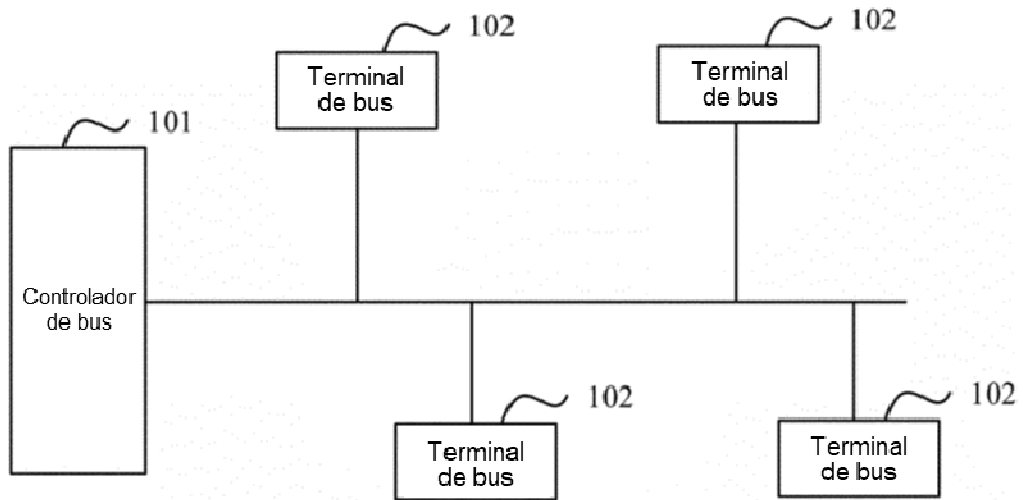 102
Terminal
de bus
102
Terminal
de bus
101
Controlador
de bus
102
Terminal
de bus
102
Terminal
de bus